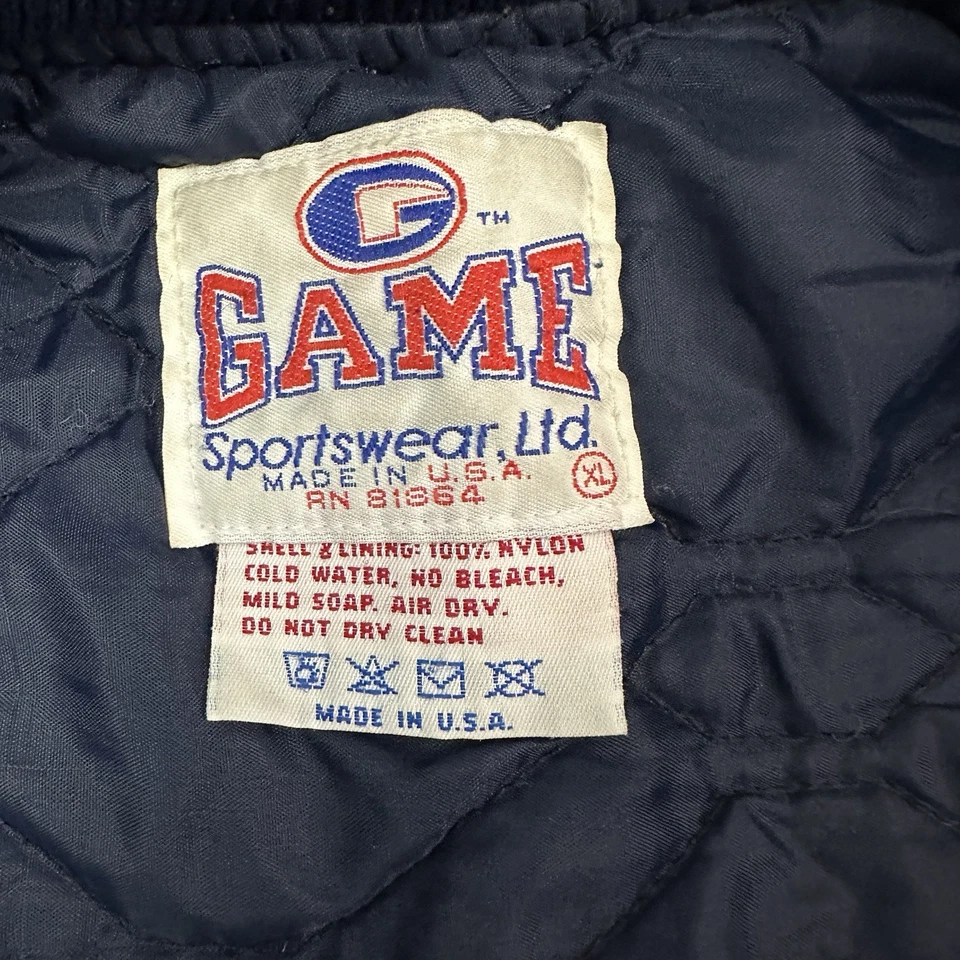 G TM
GAME
Sportswear, Ltd.
MADE IN U.S.A.
RN 81864 XL
SHELL & LINING: 100% NYLON
COLD WATER, NO BLEACH,
MILD SOAP. AIR DRY.
DO NOT DRY CLEAN
MADE IN U.S.A.